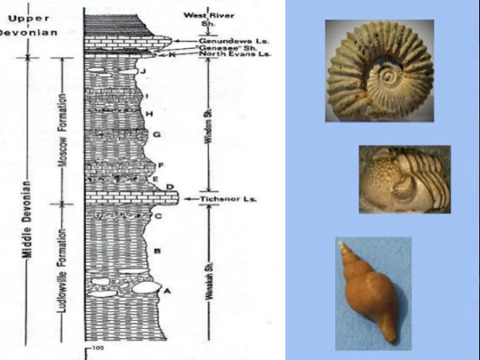 Upper
Devonian
West River
Sh.
Genundewa Ls.
"Genesee" Sh.
North Evans Ls.
K
J
I
H
G
F
E
D
C
B
A
Moscow Formation
Windom Sh.
Tichenor Ls.
Middle Devonian
Ludlowville Formation
Wanakah Sh.
100